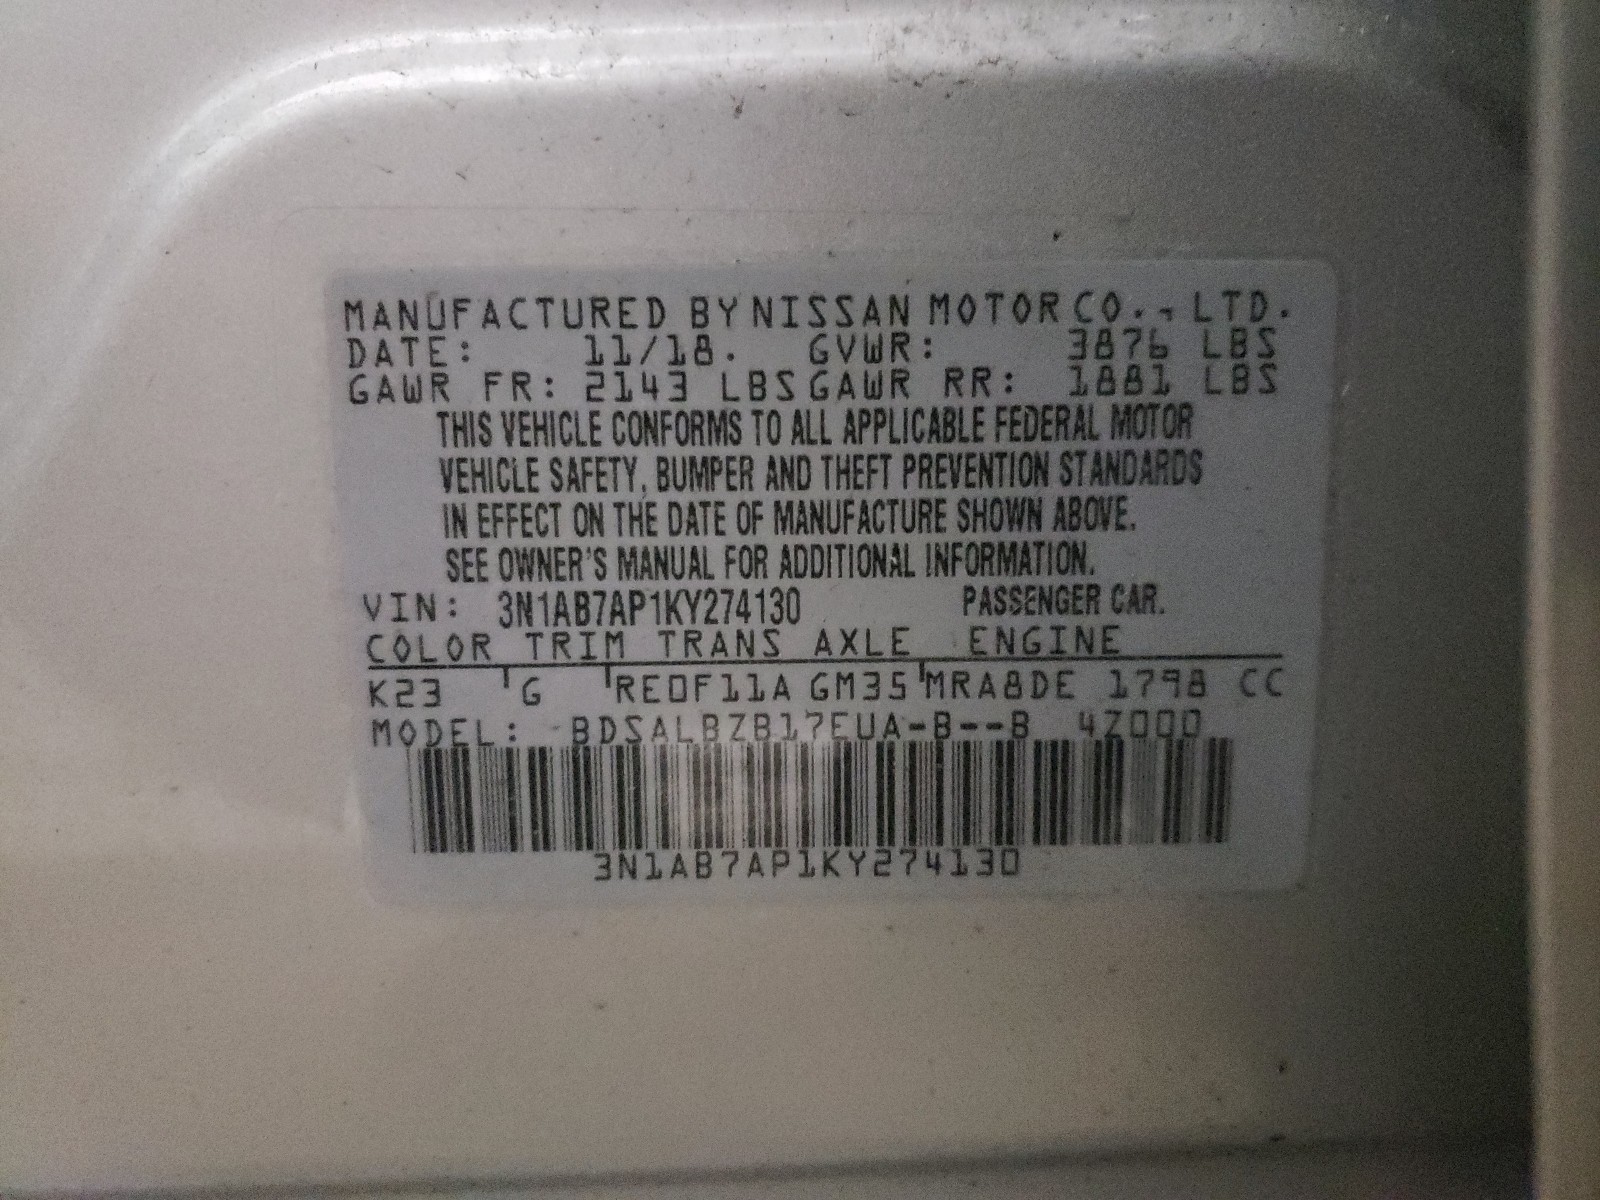 MANUFACTURED BY NISSAN MOTOR CO., LTD.
DATE: 11/18. GVWR: 3876 LBS
GAWR FR: 2143 LBS GAWR RR: 1881 LBS
THIS VEHICLE CONFORMS TO ALL APPLICABLE FEDERAL MOTOR
VEHICLE SAFETY, BUMPER AND THEFT PREVENTION STANDARDS
IN EFFECT ON THE DATE OF MANUFACTURE SHOWN ABOVE.
SEE OWNER'S MANUAL FOR ADDITIONAL INFORMATION.
VIN: 3N1AB7AP1KY274130 PASSENGER CAR.
COLOR TRIM TRANS AXLE ENGINE
K23 G RE0F11A GM35 MRA8DE 1798 CC
MODEL: BDSALBZB17EUA-B--B 4Z000
3N1AB7AP1KY274130